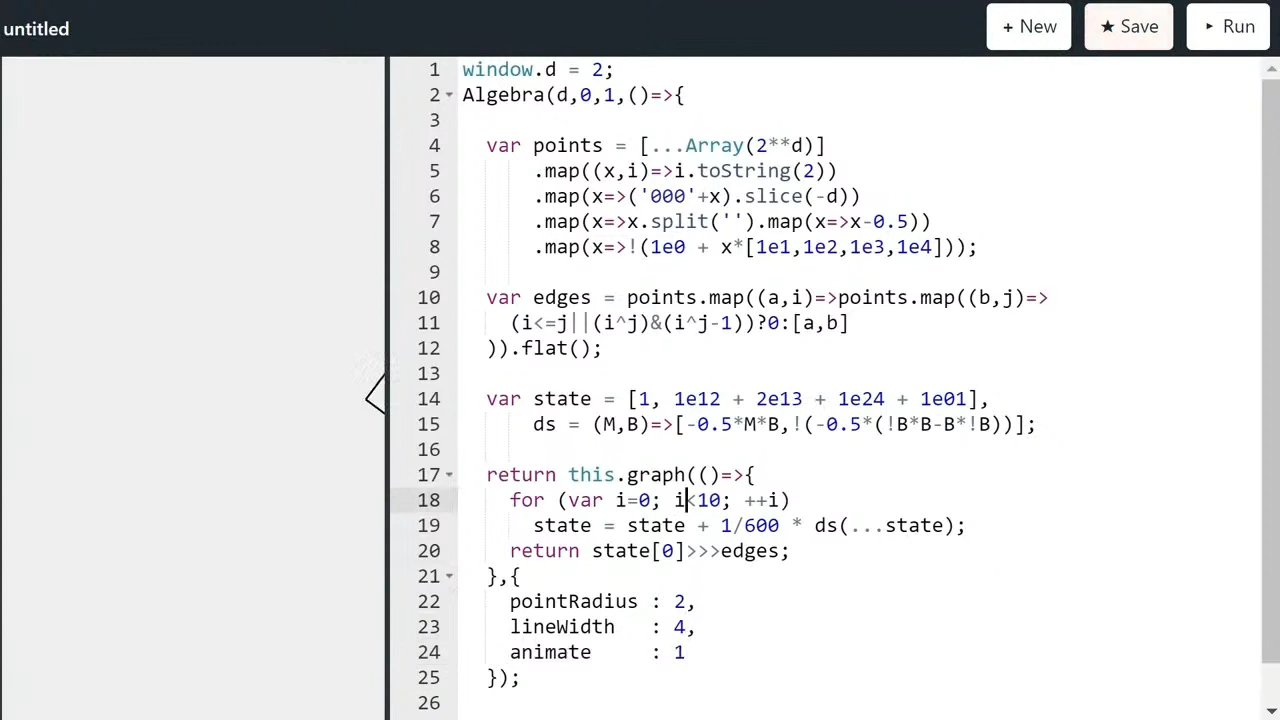 untitled
+ New
★ Save
▸ Run
1 window.d = 2;
2 Algebra(d,0,1,()=>{
3
4   var points = [...Array(2**d)]
5       .map((x,i)=>i.toString(2))
6       .map(x=>('000'+x).slice(-d))
7       .map(x=>x.split('').map(x=>x-0.5))
8       .map(x=>!(1e0 + x*[1e1,1e2,1e3,1e4]));
9
10   var edges = points.map((a,i)=>points.map((b,j)=>
11     (i<=j||(i^j)&(i^j-1))?0:[a,b]
12   )).flat();
13
14   var state = [1, 1e12 + 2e13 + 1e24 + 1e01],
15       ds = (M,B)=>[-0.5*M*B,!(-0.5*(!B*B-B*!B))];
16
17   return this.graph(()=>{
18     for (var i=0; i<10; ++i)
19       state = state + 1/600 * ds(...state);
20     return state[0]>>>edges;
21   },{
22     pointRadius : 2,
23     lineWidth   : 4,
24     animate     : 1
25   });
26